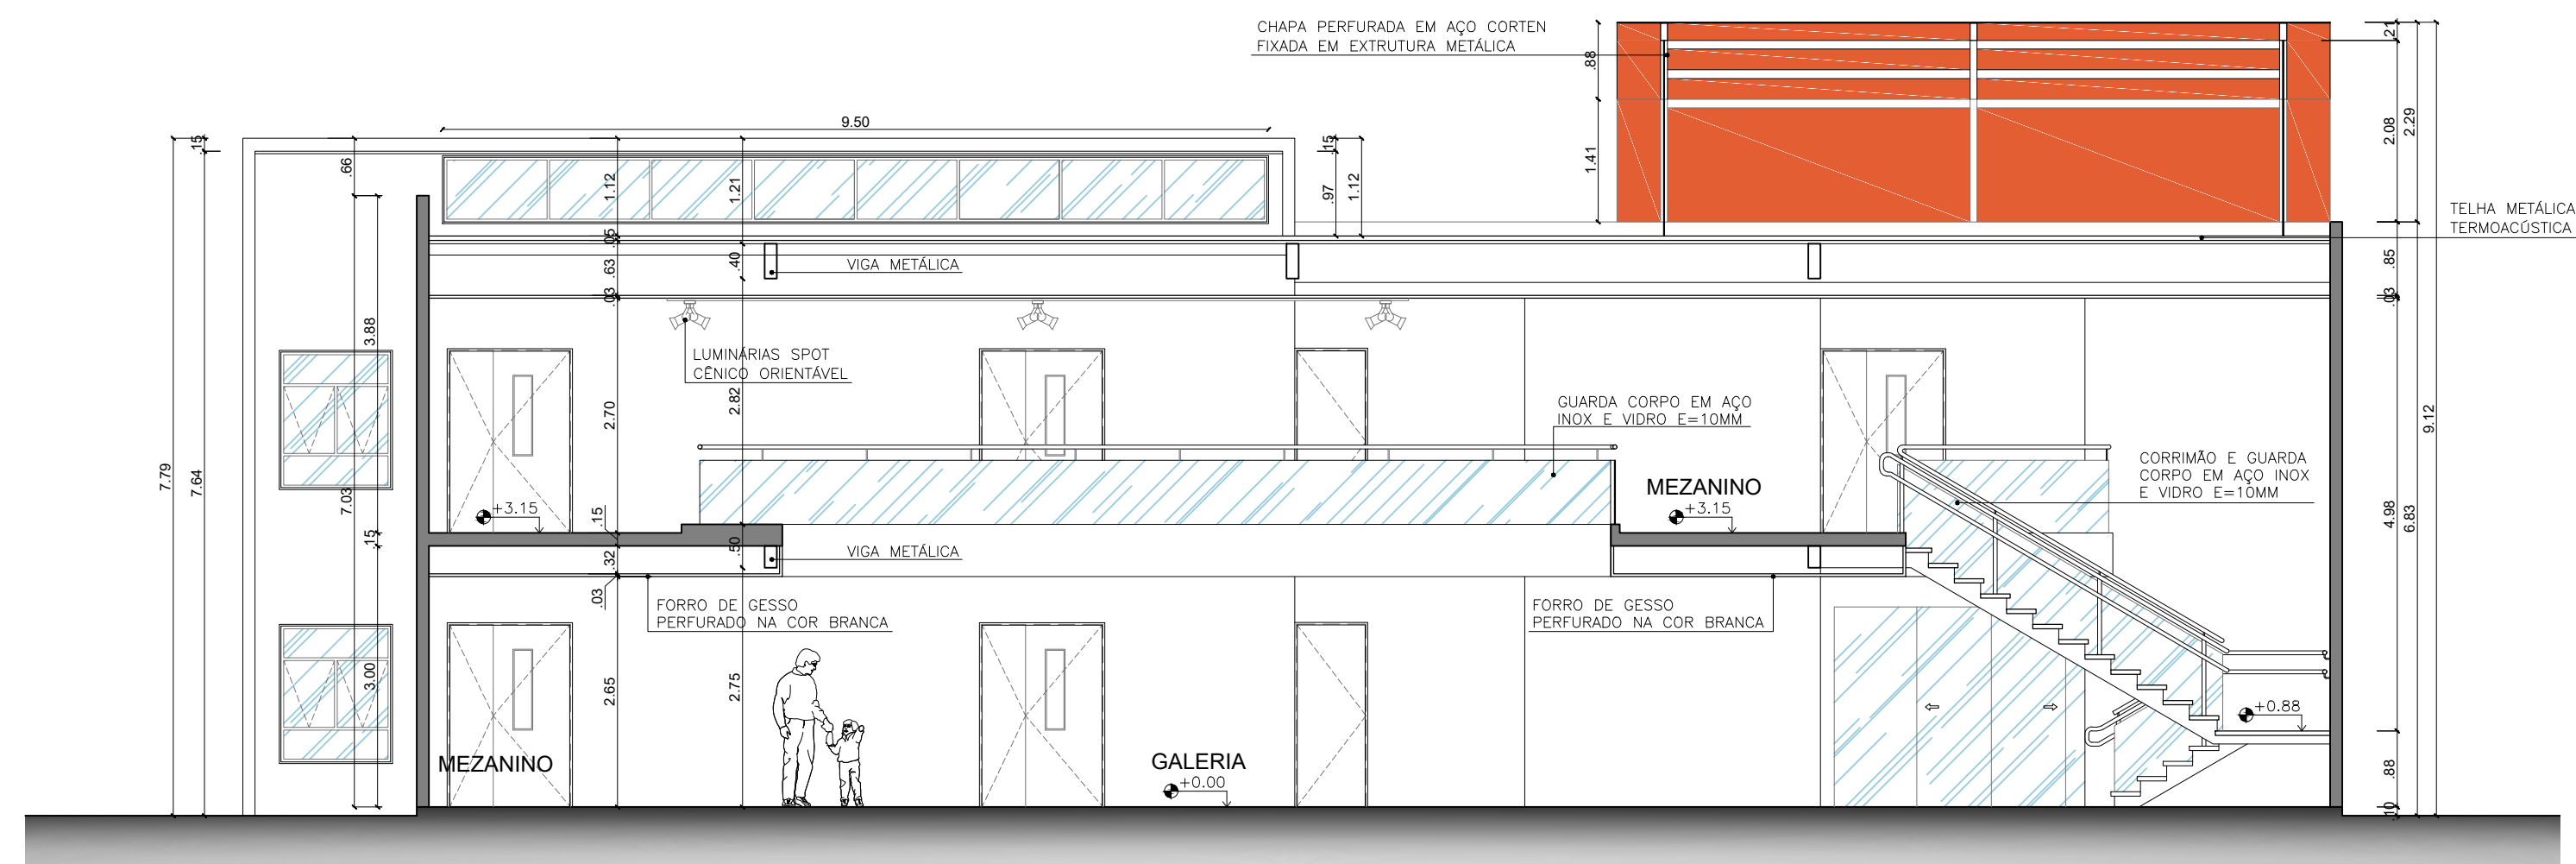 CHAPA PERFURADA EM AÇO CORTEN
FIXADA EM EXTRUTURA METÁLICA
.88
1.41
.21
2.08
2.29
9.50
.15
.66
1.12
1.21
.15
.97
1.12
TELHA METÁLICA
TERMOACÚSTICA
.05
.63
.03
.40
VIGA METÁLICA
.85
.03
3.88
LUMINÁRIAS SPOT
CÊNICO ORIENTÁVEL
2.70
2.82
GUARDA CORPO EM AÇO
INOX E VIDRO E=10MM
9.12
7.79
7.64
7.03
CORRIMÃO E GUARDA
CORPO EM AÇO INOX
E VIDRO E=10MM
MEZANINO
+3.15
+3.15
4.98
6.83
.15
.15
.32
.03
.50
VIGA METÁLICA
FORRO DE GESSO
PERFURADO NA COR BRANCA
FORRO DE GESSO
PERFURADO NA COR BRANCA
3.00
2.65
2.75
+0.88
MEZANINO
GALERIA
+0.00
.88
.10